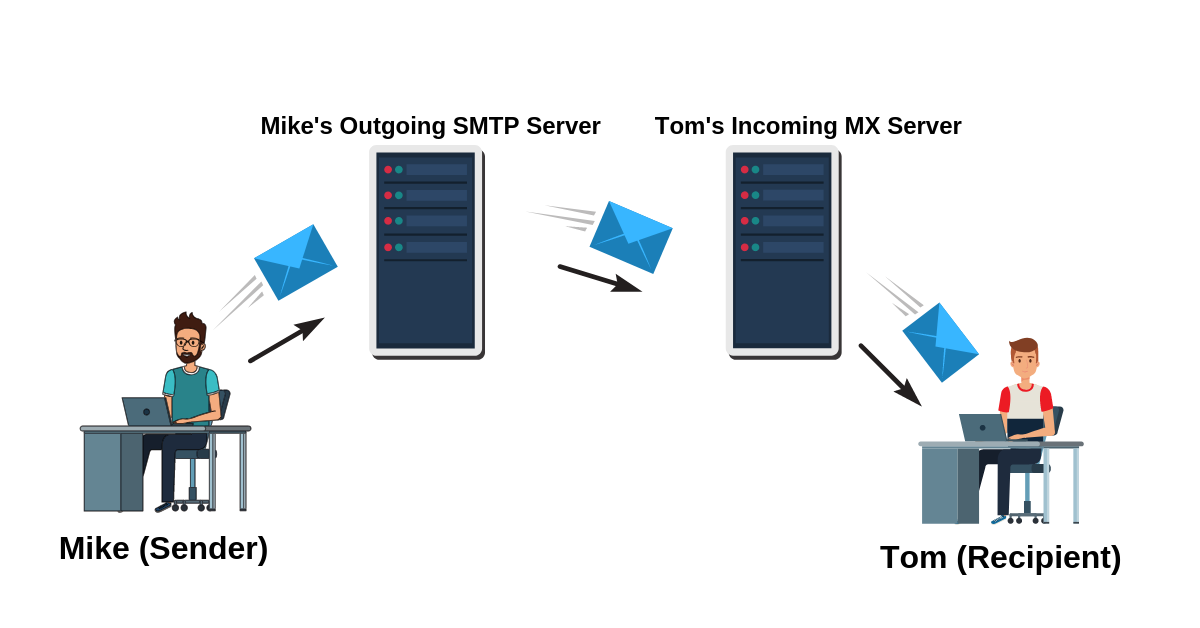 Mike's Outgoing SMTP Server
Tom's Incoming MX Server
Mike (Sender)
Tom (Recipient)